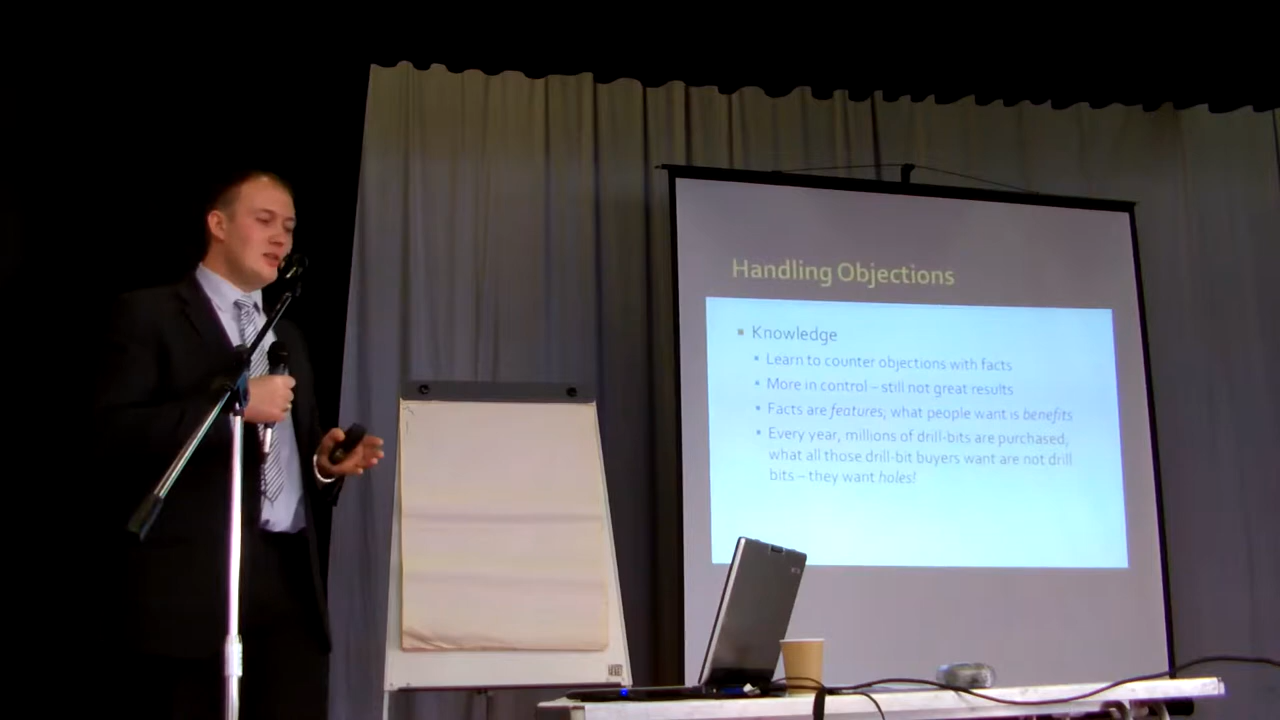 Handling Objections
▪ Knowledge
▪ Learn to counter objections with facts
▪ More in control – still not great results
▪ Facts are features; what people want is benefits
▪ Every year, millions of drill-bits are purchased,
what all those drill-bit buyers want are not drill
bits – they want holes!